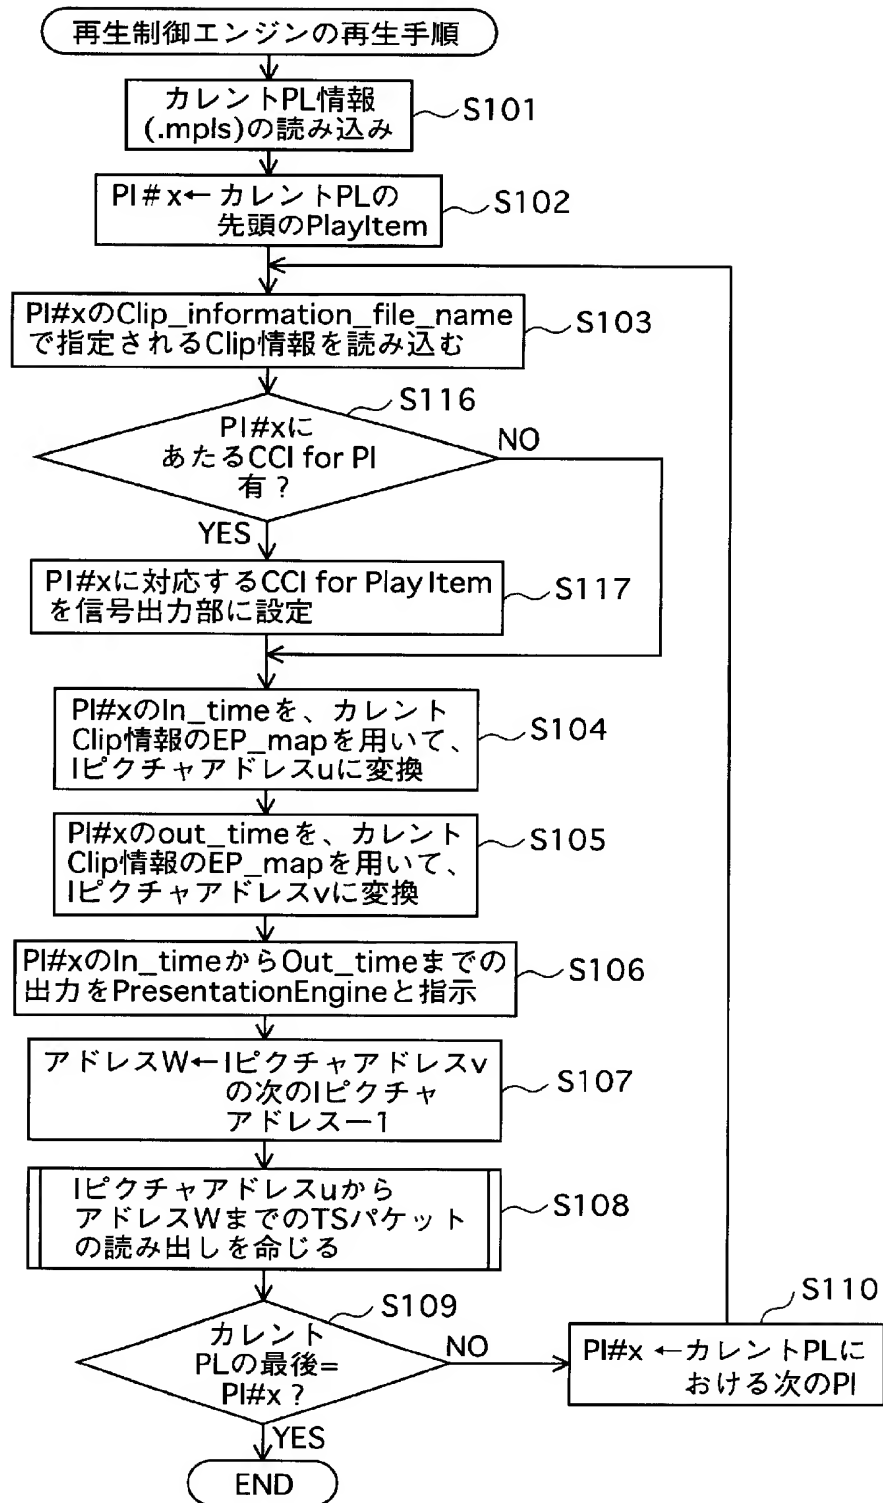 再生制御エンジンの再生手順
カレントPL情報
(.mpls)の読み込み
S101
PI#x←カレントPLの
先頭のPlayItem
S102
PI#xのClip_information_file_name
で指定されるClip情報を読み込む
S103
S116
PI#xに
あたるCCI for PI
有?
NO
YES
PI#xに対応するCCI for PlayItem
を信号出力部に設定
S117
PI#xのIn_timeを、カレント
Clip情報のEP_mapを用いて、
Iピクチャアドレスuに変換
S104
PI#xのout_timeを、カレント
Clip情報のEP_mapを用いて、
Iピクチャアドレスvに変換
S105
PI#xのIn_timeからOut_timeまでの
出力をPresentationEngineと指示
S106
アドレスW←Iピクチャアドレスv
の次のIピクチャ
アドレス－1
S107
Iピクチャアドレスuから
アドレスWまでのTSパケット
の読み出しを命じる
S108
S109
カレント
PLの最後=
PI#x?
NO
YES
S110
PI#x←カレントPLに
おける次のPI
END